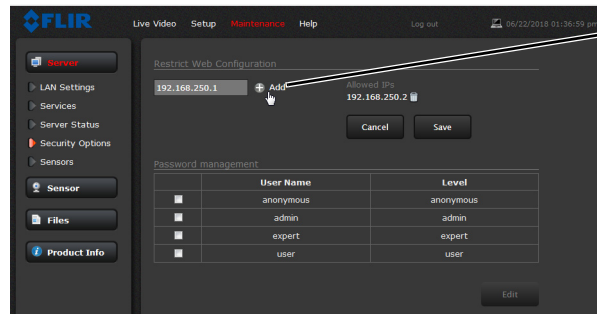 FLIR
Live Video Setup Maintenance Help Log out 06/22/2018 01:36:59 pm
Server
LAN Settings
Services
Server Status
Security Options
Sensors
Sensor
Files
Product Info
Restrict Web Configuration
192.168.250.1 Add
Allowed IPs
192.168.250.2
Cancel Save
Password management
User Name Level
anonymous anonymous
admin admin
expert expert
user user
Edit